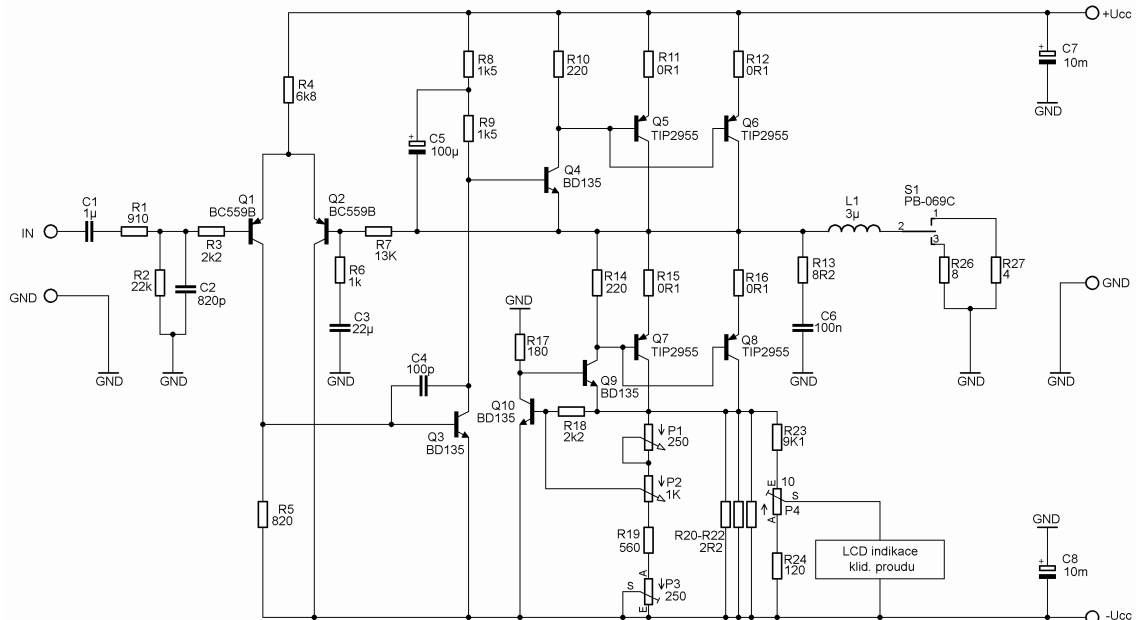 +Ucc
C7
10m
GND
R4
6k8
R8
1k5
R10
220
R11
0R1
R12
0R1
R9
1k5
C5
100µ
+
+
Q5
TIP2955
Q6
TIP2955
Q4
BD135
IN
C1
1µ
R1
910
R3
2k2
Q1
BC559B
Q2
BC559B
R7
13K
R2
22k
C2
820p
R6
1k
C3
22µ
GND
GND
GND
GND
L1
3µ
S1
PB-069C
1
2
3
R13
8R2
R26
8
R27
4
GND
R14
220
R15
0R1
R16
0R1
C6
100n
GND
GND
GND
GND
R17
180
Q7
TIP2955
Q8
TIP2955
Q9
BD135
C4
100p
Q10
BD135
R18
2k2
Q3
BD135
P1
250
P2
1K
R23
9K1
E
10
S
P4
A
R5
820
R19
560
R20-R22
2R2
R24
120
LCD indikace
klid. proudu
A
S
P3
250
E
GND
+
C8
10m
-Ucc